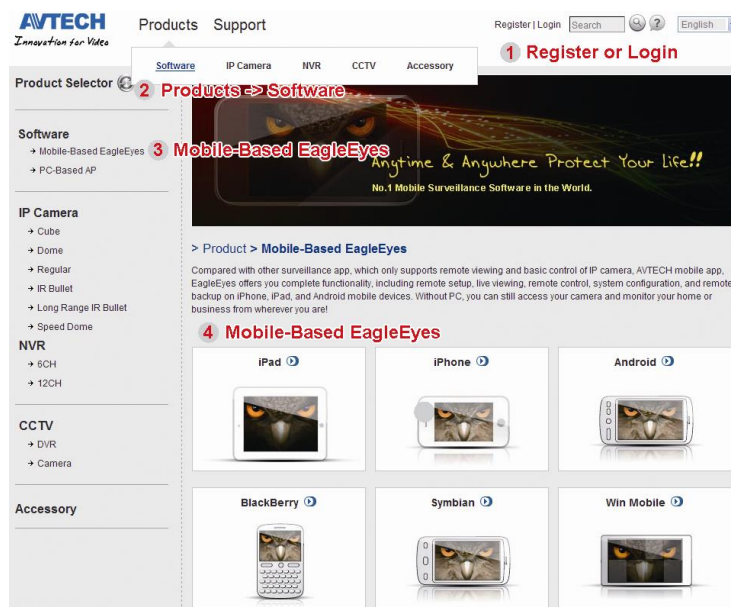 AVTECH
Innovation for Video
Products Support
Register | Login Search ? English
Software IP Camera NVR CCTV Accessory
1 Register or Login
Product Selector
2 Products -> Software
Software
→ Mobile-Based EagleEyes
3 Mobile-Based EagleEyes
→ PC-Based AP
Anytime & Anywhere Protect Your Life!!
No.1 Mobile Surveillance Software in the World.
IP Camera
→ Cube
→ Dome
→ Regular
→ IR Bullet
→ Long Range IR Bullet
→ Speed Dome
NVR
→ 6CH
→ 12CH
CCTV
→ DVR
→ Camera
Accessory
> Product > Mobile-Based EagleEyes
Compared with other surveillance app, which only supports remote viewing and basic control of IP camera, AVTECH mobile app,
EagleEyes offers you complete functionality, including remote setup, live viewing, remote control, system configuration, and remote
backup on iPhone, iPad, and Android mobile devices. Without PC, you can still access your camera and monitor your home or
business from wherever you are!
4 Mobile-Based EagleEyes
iPad
iPhone
Android
BlackBerry
Symbian
Win Mobile